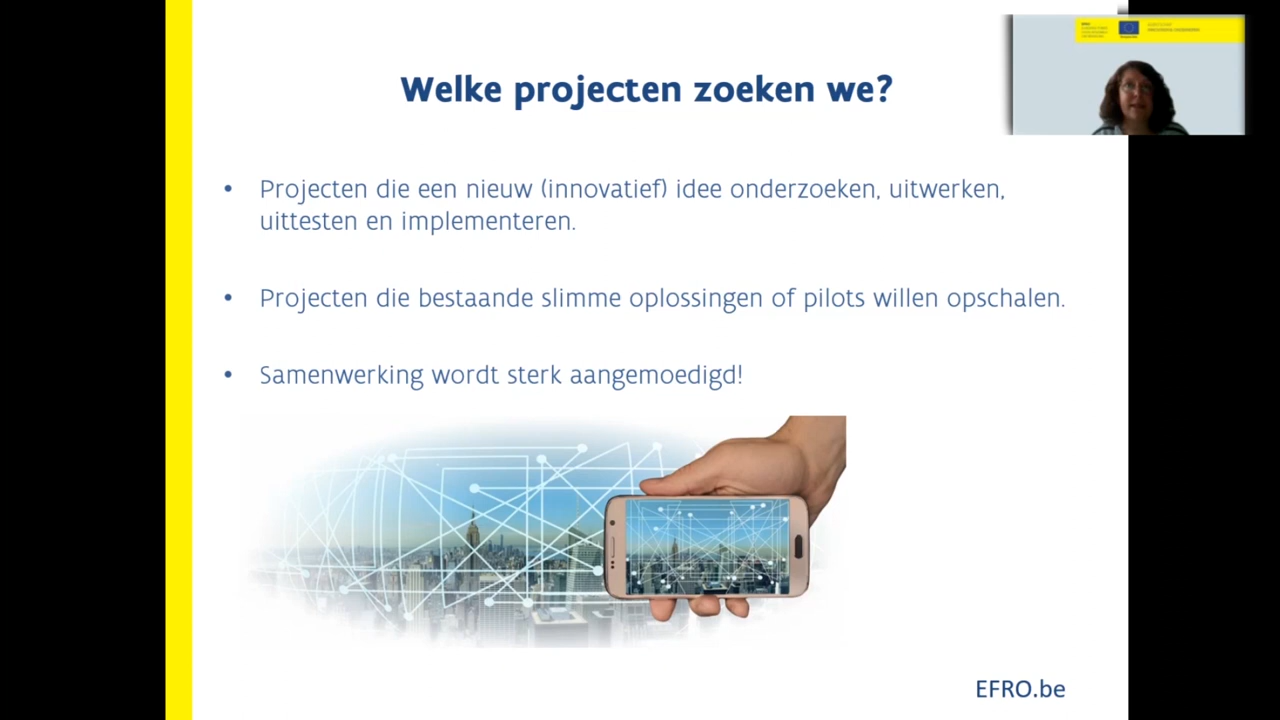 Welke projecten zoeken we?
• Projecten die een nieuw (innovatief) idee onderzoeken, uitwerken,
uittesten en implementeren.
• Projecten die bestaande slimme oplossingen of pilots willen opschalen.
• Samenwerking wordt sterk aangemoedigd!
EFRO.be